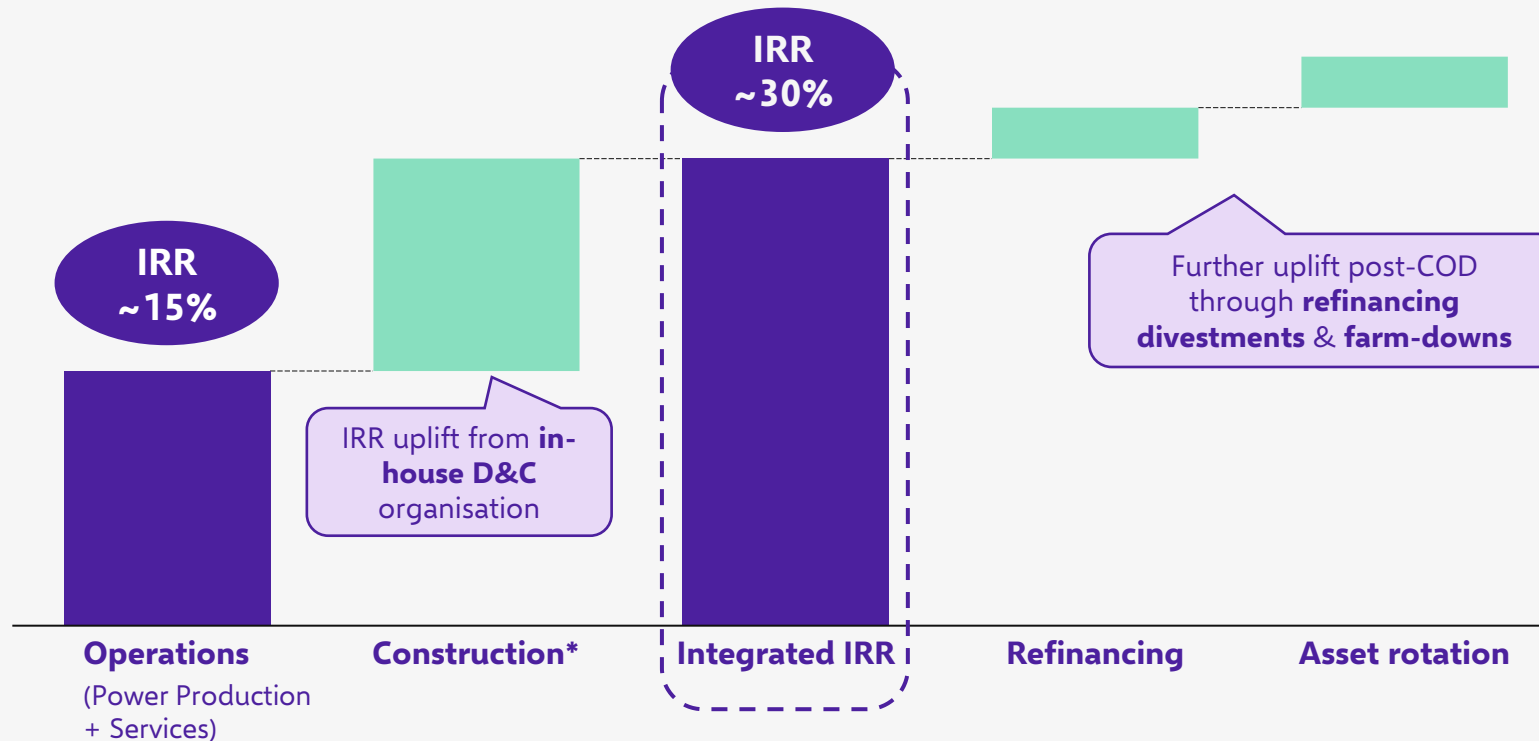 IRR
~30%
IRR
~15%
Further uplift post-COD
through refinancing
divestments & farm-downs
IRR uplift from in-
house D&C
organisation
Operations
(Power Production
+ Services)
Construction*
Integrated IRR
Refinancing
Asset rotation